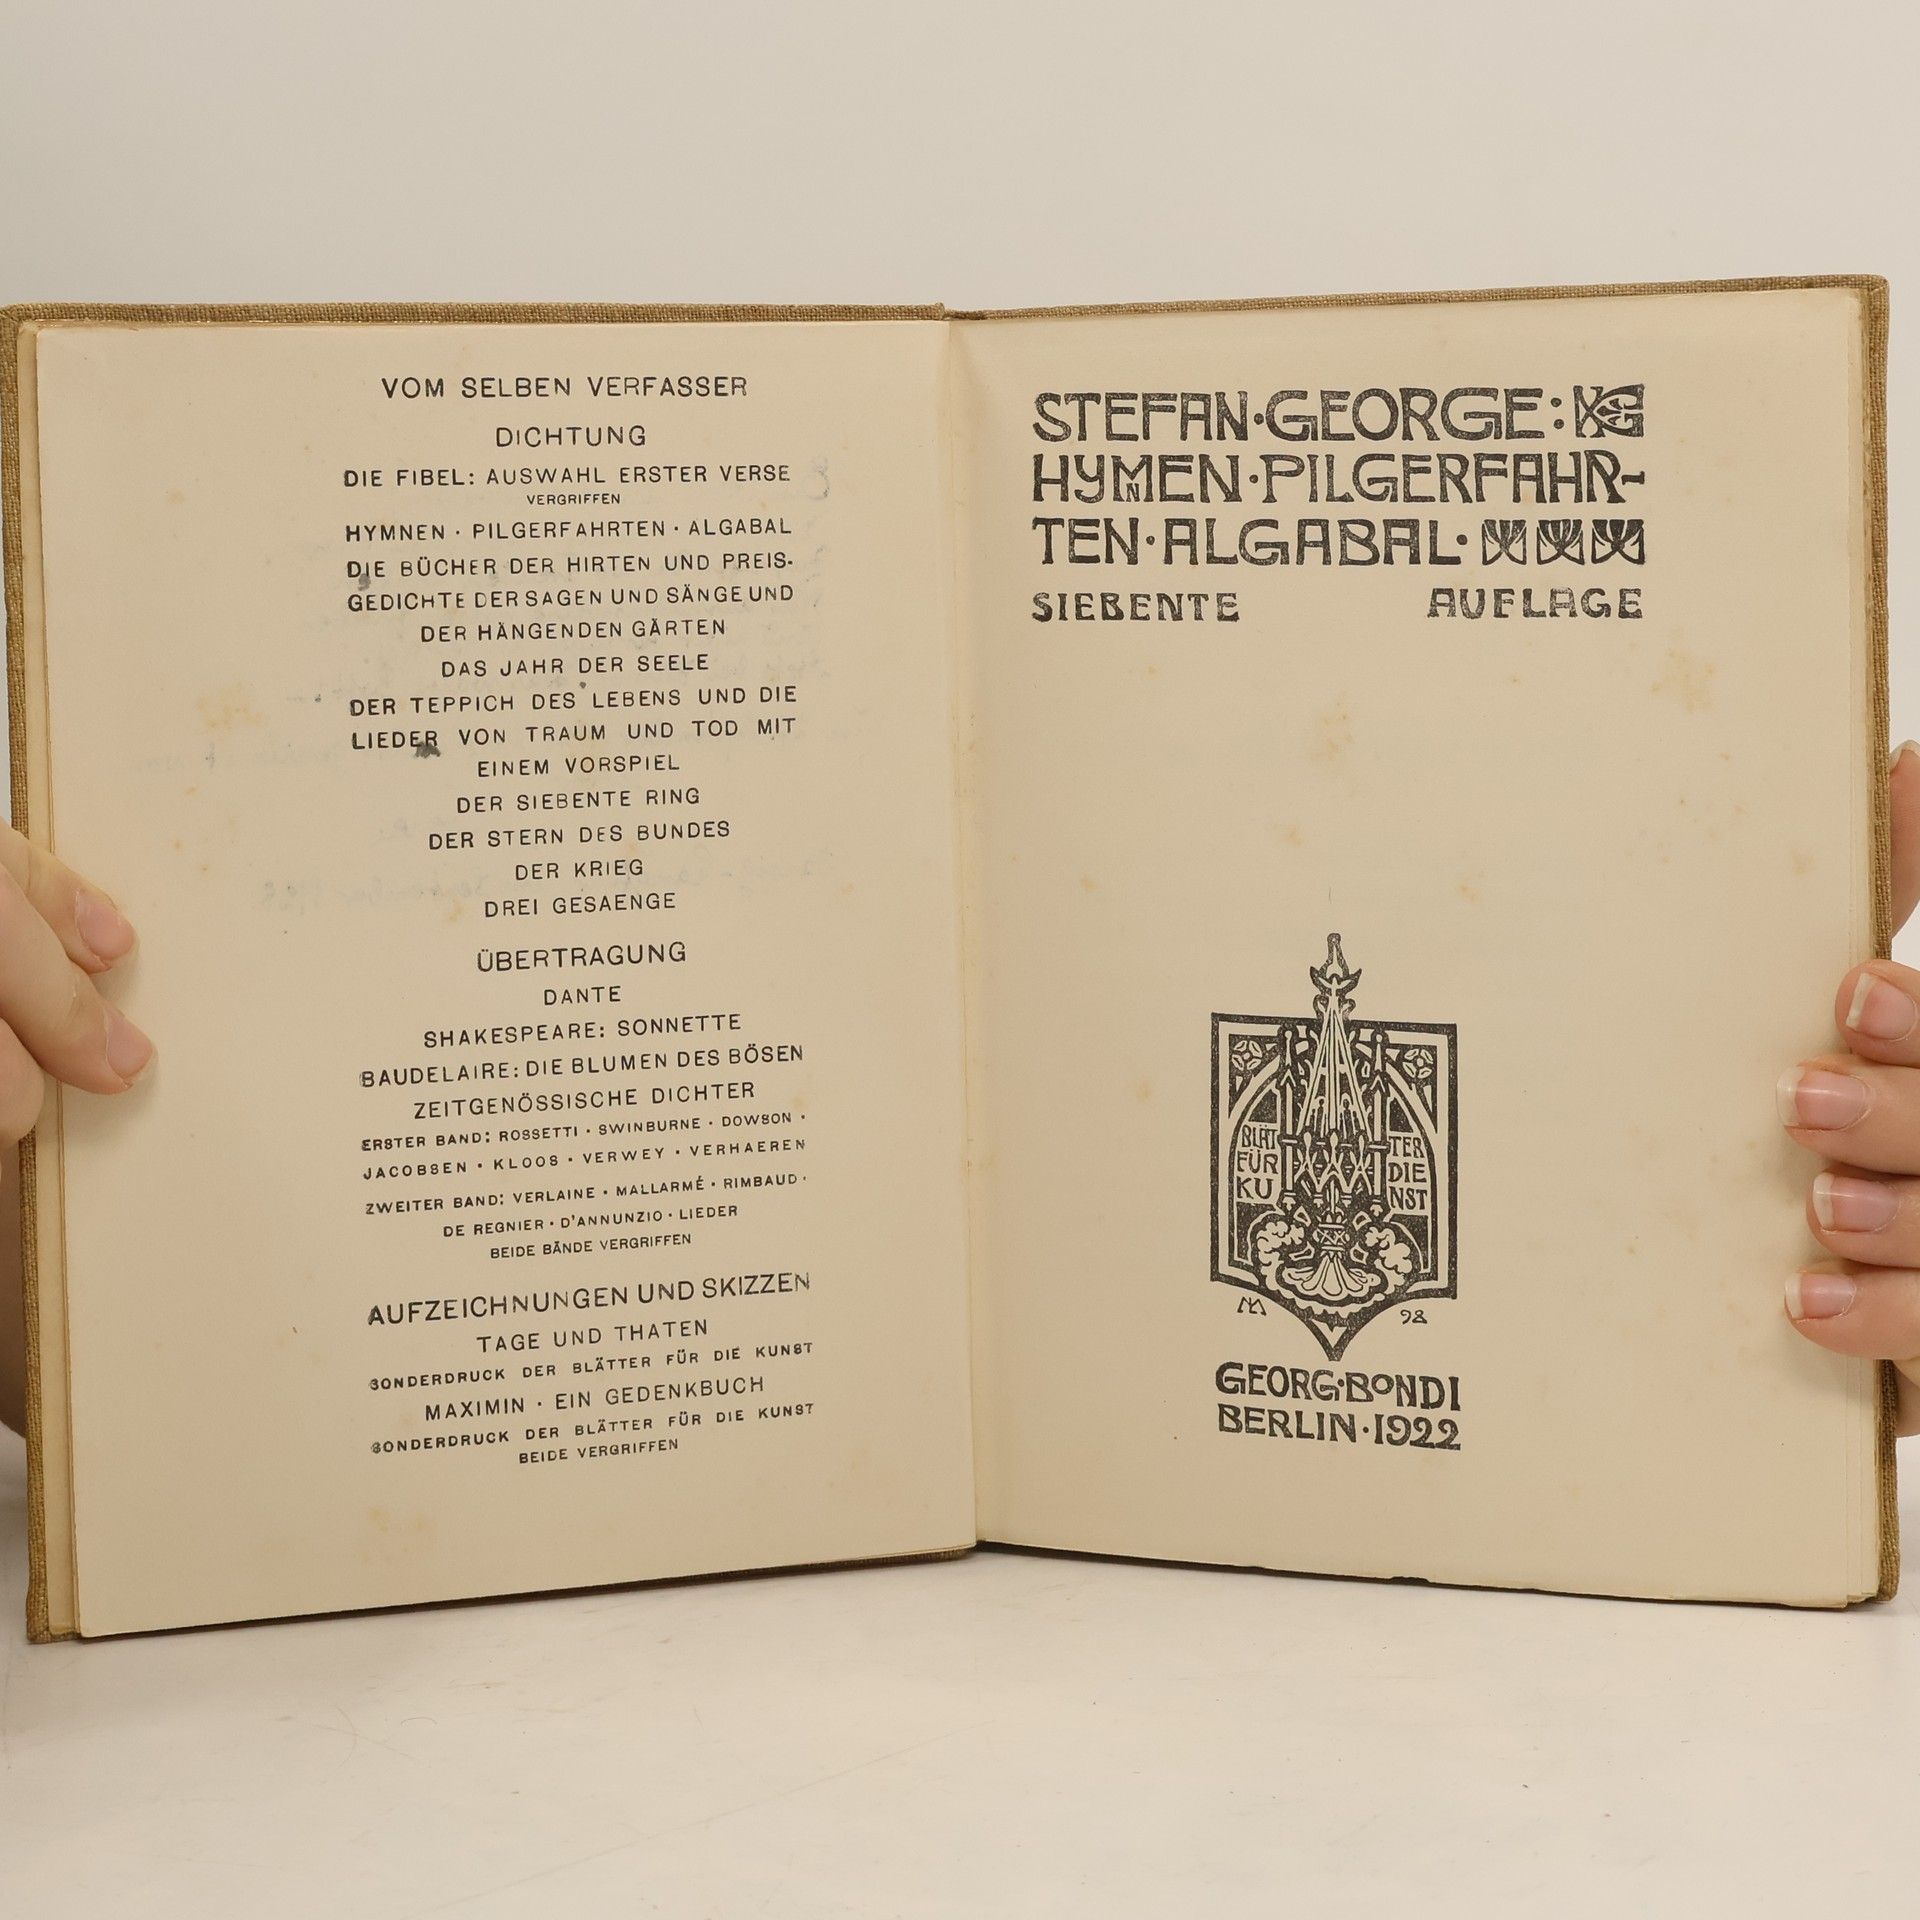 VOM SELBEN VERFASSER
DICHTUNG
DIE FIBEL: AUSWAHL ERSTER VERSE
VERGRIFFEN
HYMNEN · PILGERFAHRTEN · ALGABAL
DIE BÜCHER DER HIRTEN UND PREIS-
GEDICHTE DER SAGEN UND SÄNGE UND
DER HÄNGENDEN GÄRTEN
DAS JAHR DER SEELE
DER TEPPICH DES LEBENS UND DIE
LIEDER VON TRAUM UND TOD MIT
EINEM VORSPIEL
DER SIEBENTE RING
DER STERN DES BUNDES
DER KRIEG
DREI GESAENGE
ÜBERTRAGUNG
DANTE
SHAKESPEARE: SONNETTE
BAUDELAIRE: DIE BLUMEN DES BÖSEN
ZEITGENÖSSISCHE DICHTER
ERSTER BAND: ROSSETTI · SWINBURNE · DOWSON ·
JACOBSEN · KLOOS · VERWEY · VERHAEREN
ZWEITER BAND: VERLAINE · MALLARMÉ · RIMBAUD ·
DE REGNIER · D'ANNUNZIO · LIEDER
BEIDE BÄNDE VERGRIFFEN
AUFZEICHNUNGEN UND SKIZZEN
TAGE UND THATEN
SONDERDRUCK DER BLÄTTER FÜR DIE KUNST
MAXIMIN · EIN GEDENKBUCH
SONDERDRUCK DER BLÄTTER FÜR DIE KUNST
BEIDE VERGRIFFEN
STEFAN·GEORGE:
HYMNEN·PILGERFAHR-
TEN·ALGABAL·
SIEBENTE AUFLAGE
BLÄT TER
FÜR DIE
KU NST
ML 98
GEORG·BONDI
BERLIN·1922